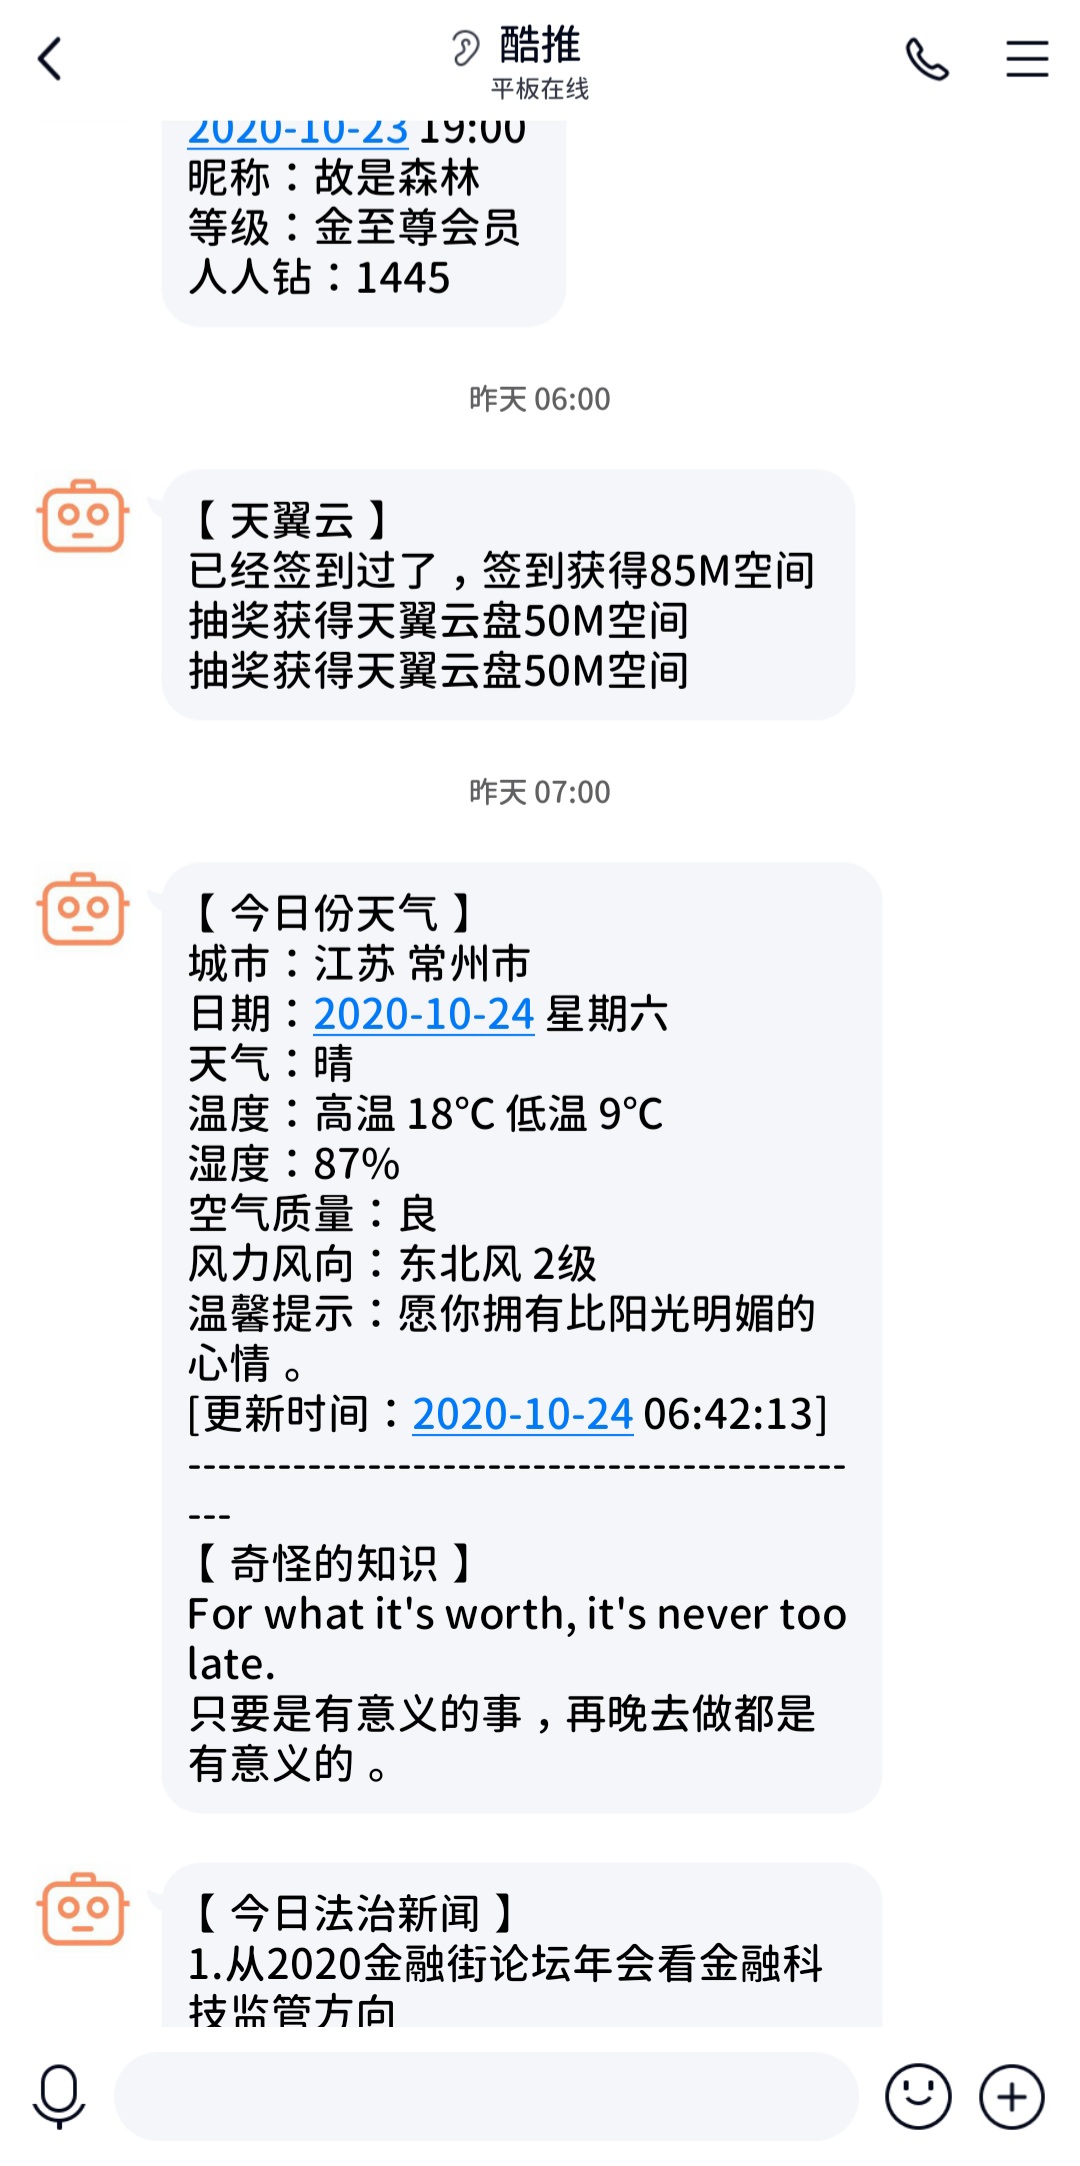 酷推
平板在线
2020-10-23 19:00
昵称：故是森林
等级：金至尊会员
人人钻：1445
昨天 06:00
【 天翼云 】
已经签到过了，签到获得85M空间
抽奖获得天翼云盘50M空间
抽奖获得天翼云盘50M空间
昨天 07:00
【 今日份天气 】
城市：江苏 常州市
日期：2020-10-24 星期六
天气：晴
温度：高温 18℃ 低温 9℃
湿度：87%
空气质量：良
风力风向：东北风 2级
温馨提示：愿你拥有比阳光明媚的
心情 。
[更新时间：2020-10-24 06:42:13]
--------------------------------------------
---
【 奇怪的知识 】
For what it's worth, it's never too
late.
只要是有意义的事，再晚去做都是
有意义的 。
【 今日法治新闻 】
1.从2020金融街论坛年会看金融科
技监管方向